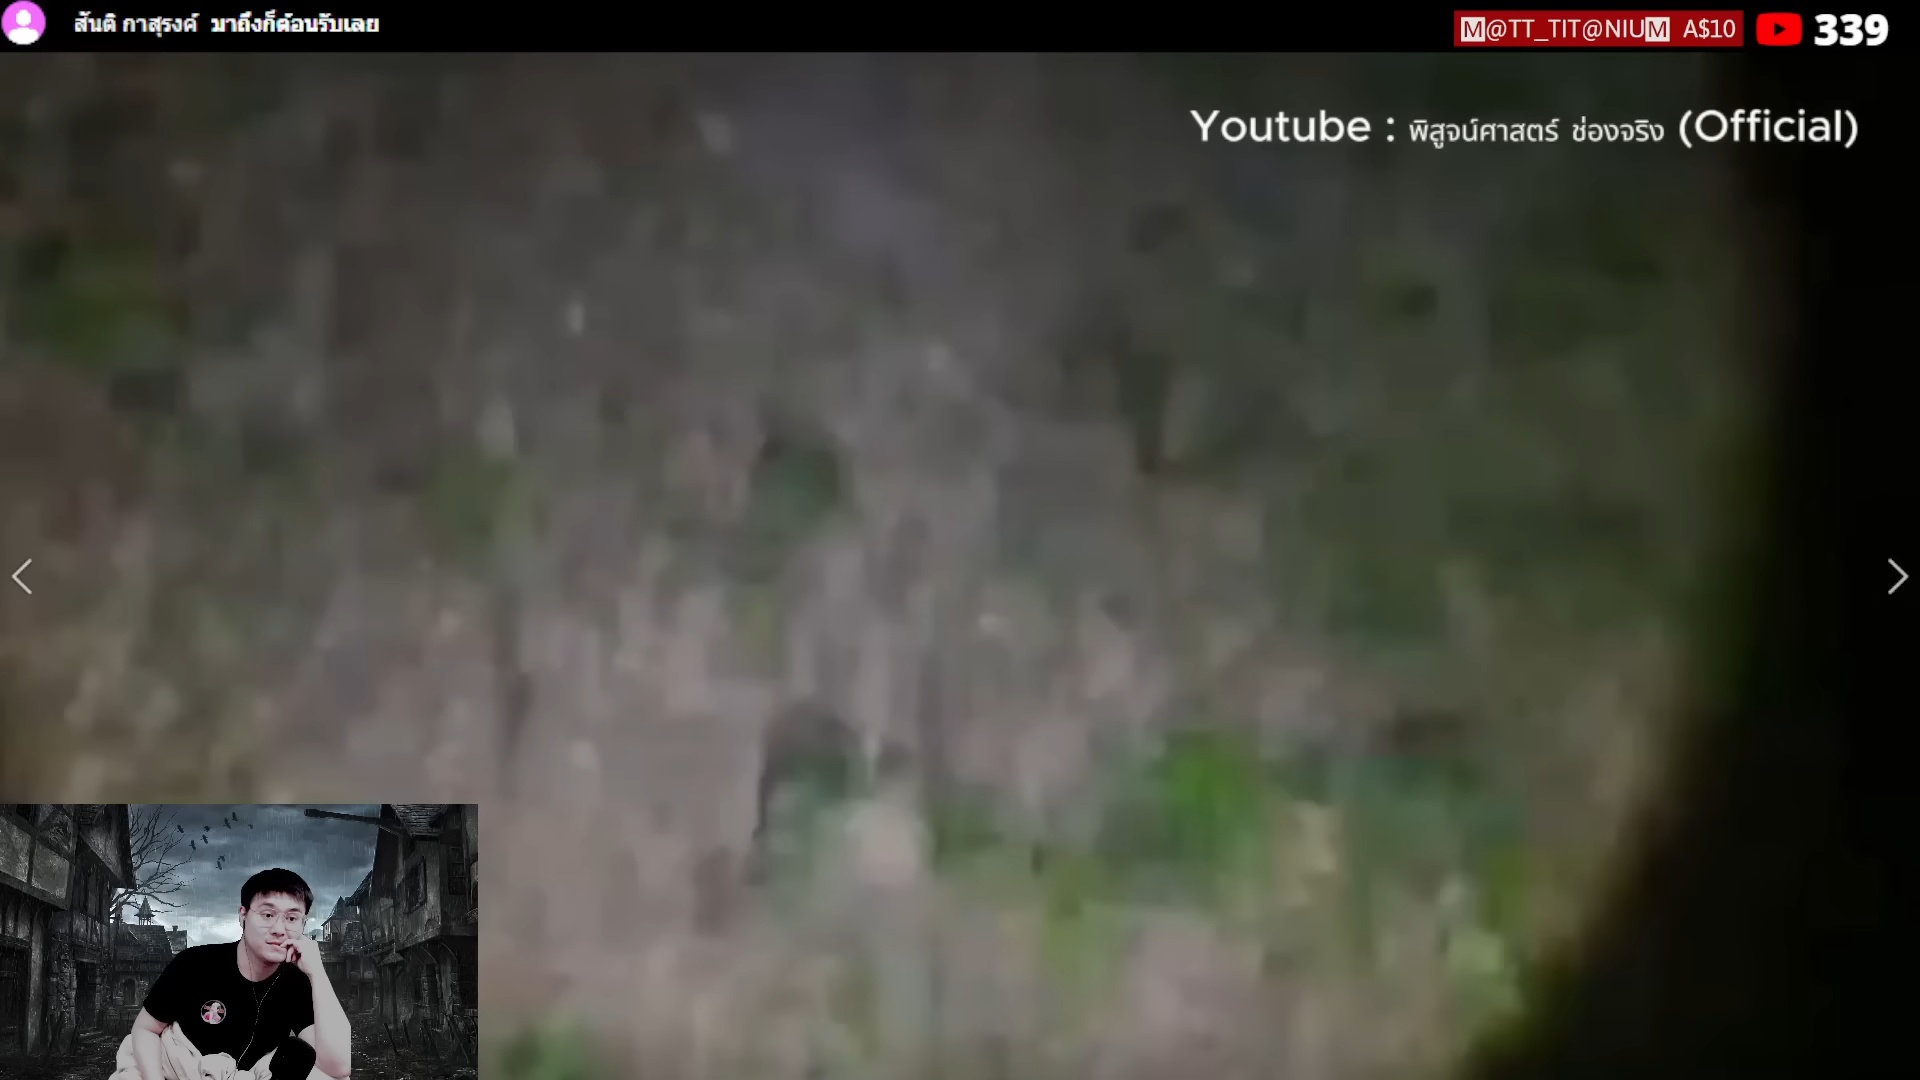 สันติ กาสุรงค์ มาถึงก็ค้อนรับเลย
M@TT_TIT@NIUM A$10
339
Youtube : พิสูจน์ศาสตร์ ช่องจริง (Official)